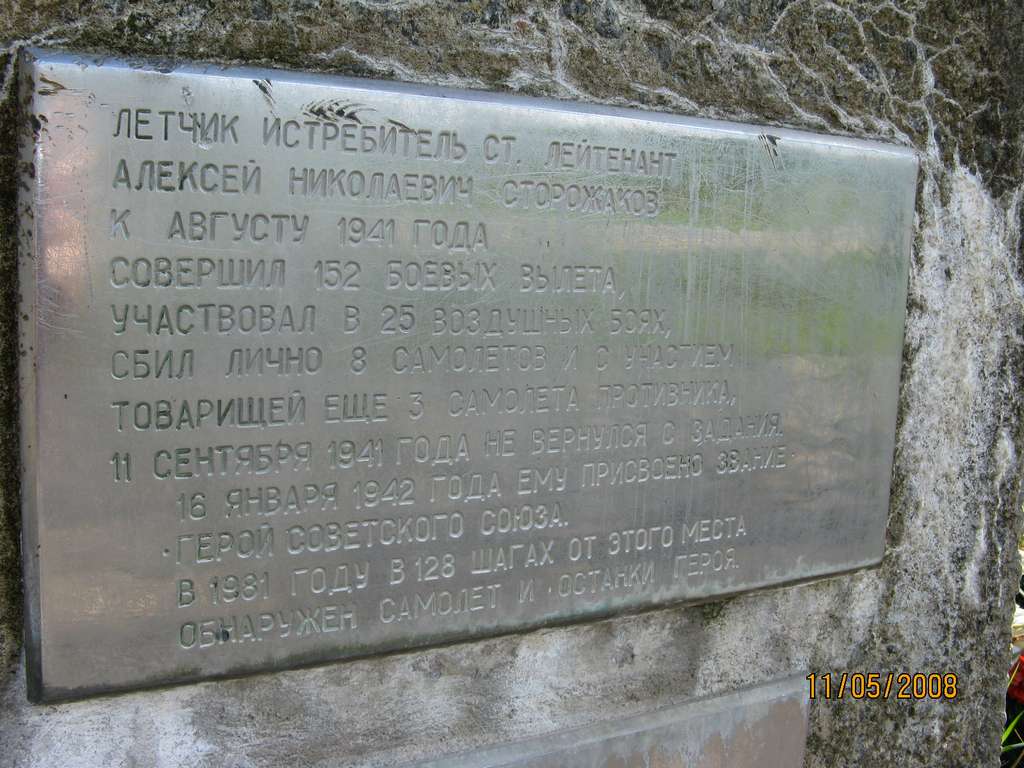 ЛЕТЧИК ИСТРЕБИТЕЛЬ СТ. ЛЕЙТЕНАНТ
АЛЕКСЕЙ НИКОЛАЕВИЧ СТОРОЖАКОВ
К АВГУСТУ 1941 ГОДА
СОВЕРШИЛ 152 БОЕВЫХ ВЫЛЕТА,
УЧАСТВОВАЛ В 25 ВОЗДУШНЫХ БОЯХ,
СБИЛ ЛИЧНО 8 САМОЛЕТОВ И С УЧАСТИЕМ
ТОВАРИЩЕЙ ЕЩЕ 3 САМОЛЕТА ПРОТИВНИКА,
11 СЕНТЯБРЯ 1941 ГОДА НЕ ВЕРНУЛСЯ С ЗАДАНИЯ.
16 ЯНВАРЯ 1942 ГОДА ЕМУ ПРИСВОЕНО ЗВАНИЕ
ГЕРОЙ СОВЕТСКОГО СОЮЗА.
В 1981 ГОДУ В 128 ШАГАХ ОТ ЭТОГО МЕСТА
ОБНАРУЖЕН САМОЛЕТ И ОСТАНКИ ГЕРОЯ.
11/05/2008